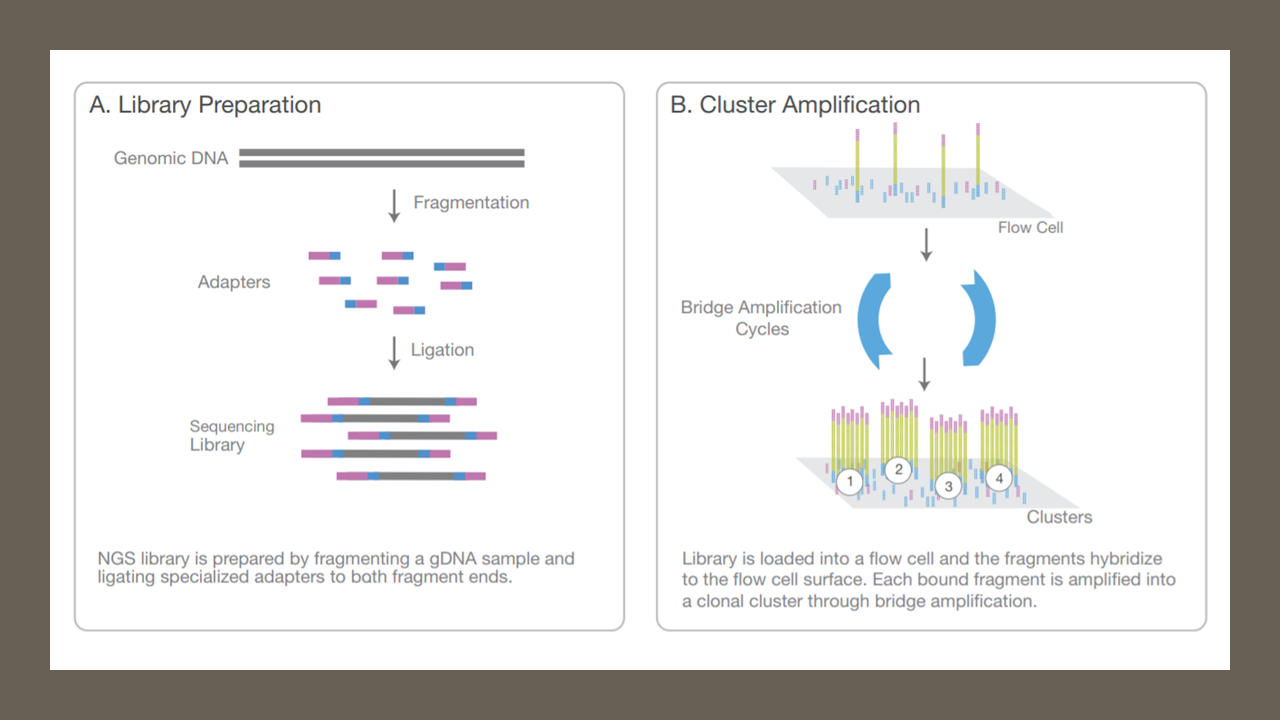 A. Library Preparation
Genomic DNA
Fragmentation
Adapters
Ligation
Sequencing
Library
NGS library is prepared by fragmenting a gDNA sample and
ligating specialized adapters to both fragment ends.
B. Cluster Amplification
Flow Cell
Bridge Amplification
Cycles
1
2
3
4
Clusters
Library is loaded into a flow cell and the fragments hybridize
to the flow cell surface. Each bound fragment is amplified into
a clonal cluster through bridge amplification.